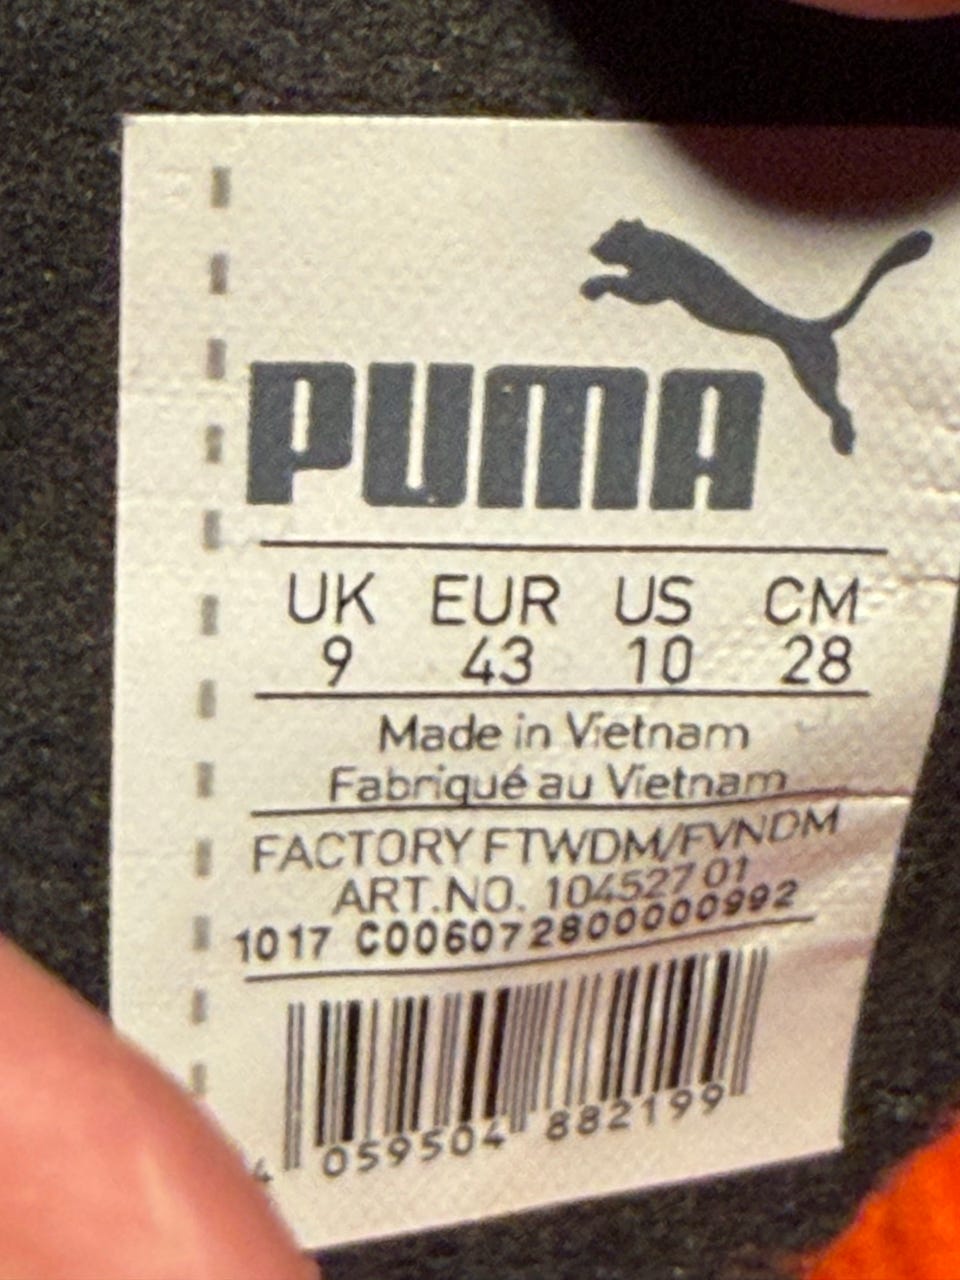 PUMA
UK EUR US CM
9 43 10 28
Made in Vietnam
Fabriqué au Vietnam
FACTORY FTWDM/FVNDM
ART.NO. 104527 01
1017 C006072800000992
4 059504 882199